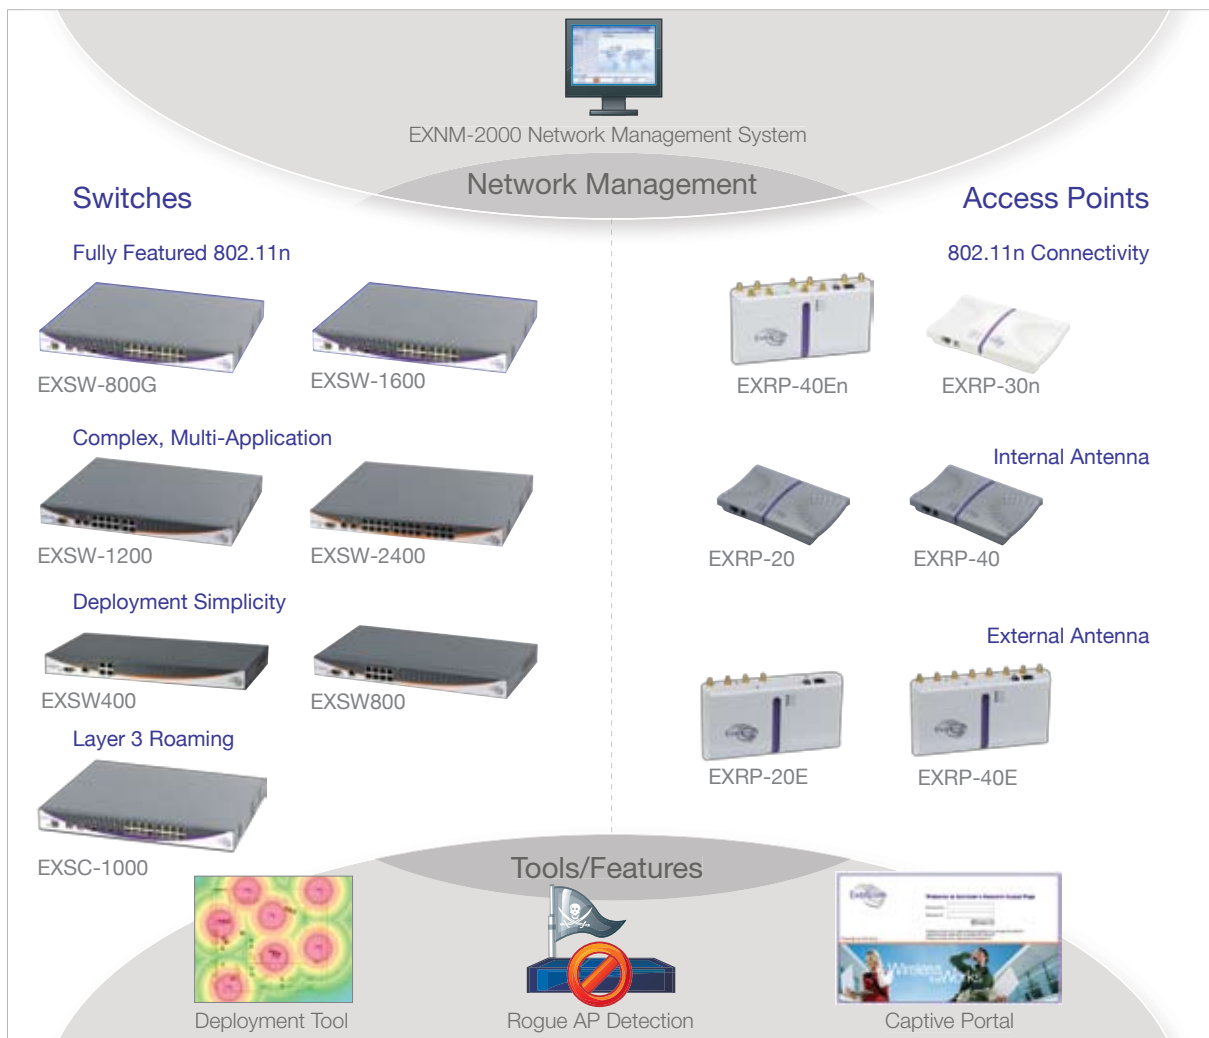 EXNM-2000 Network Management System
Network Management
Switches
Fully Featured 802.11n
EXSW-800G
EXSW-1600
Complex, Multi-Application
EXSW-1200
EXSW-2400
Deployment Simplicity
EXSW400
EXSW800
Layer 3 Roaming
EXSC-1000
Access Points
802.11n Connectivity
EXRP-40En
EXRP-30n
Internal Antenna
EXRP-20
EXRP-40
External Antenna
EXRP-20E
EXRP-40E
Tools/Features
Deployment Tool
Rogue AP Detection
Wireless
Works
Captive Portal